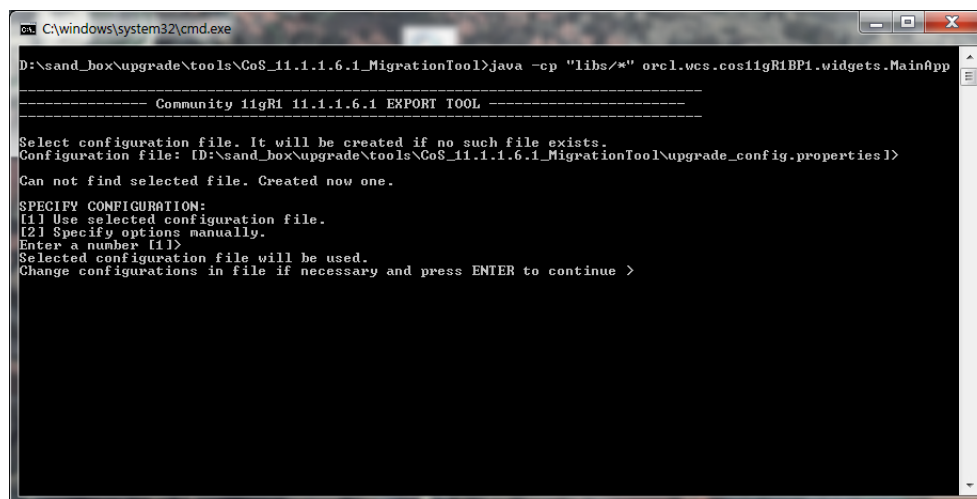 C:\windows\system32\cmd.exe
D:\sand_box\upgrade\tools\CoS_11.1.1.6.1_MigrationTool>java -cp "libs/*" orcl.wcs.cos11gR1BP1.widgets.MainApp
--------------- Community 11gR1 11.1.1.6.1 EXPORT TOOL -----------------------
Select configuration file. It will be created if no such file exists.
Configuration file: [D:\sand_box\upgrade\tools\CoS_11.1.1.6.1_MigrationTool\upgrade_config.properties]>
Can not find selected file. Created now one.
SPECIFY CONFIGURATION:
[1] Use selected configuration file.
[2] Specify options manually.
Enter a number [1]>
Selected configuration file will be used.
Change configurations in file if necessary and press ENTER to continue >